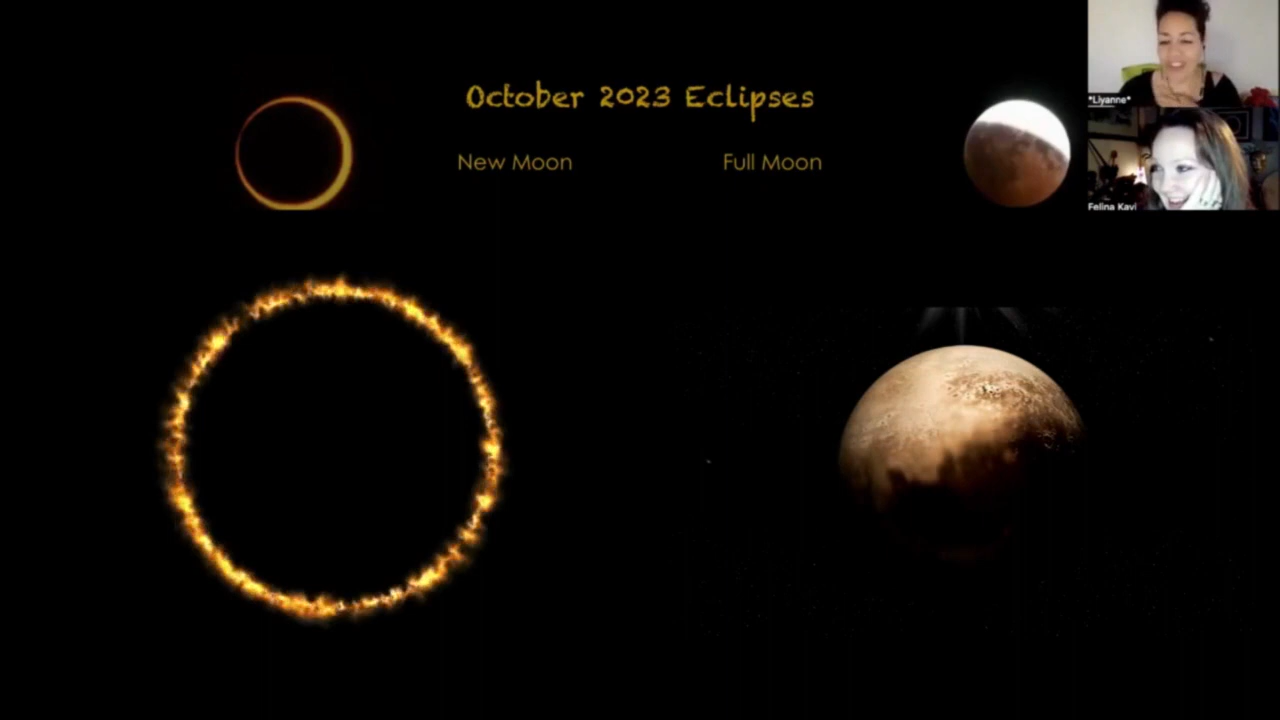 October 2023 Eclipses
New Moon
Full Moon
*Liyanne*
Felina Kavi